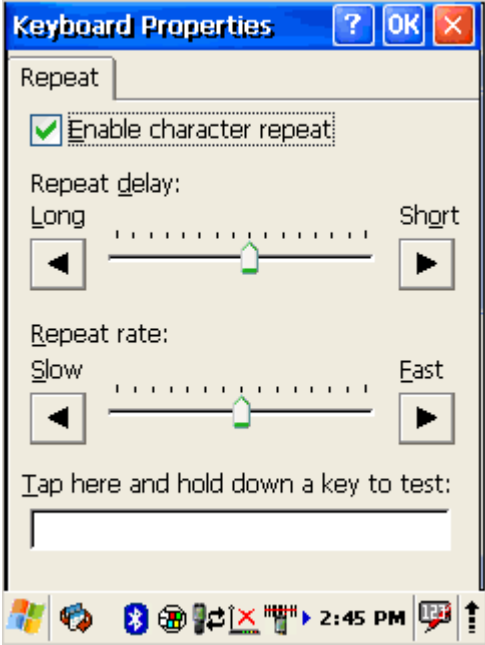 Keyboard Properties ? OK
Repeat
Enable character repeat
Repeat delay:
Long Short
Repeat rate:
Slow Fast
Tap here and hold down a key to test:
2:45 PM